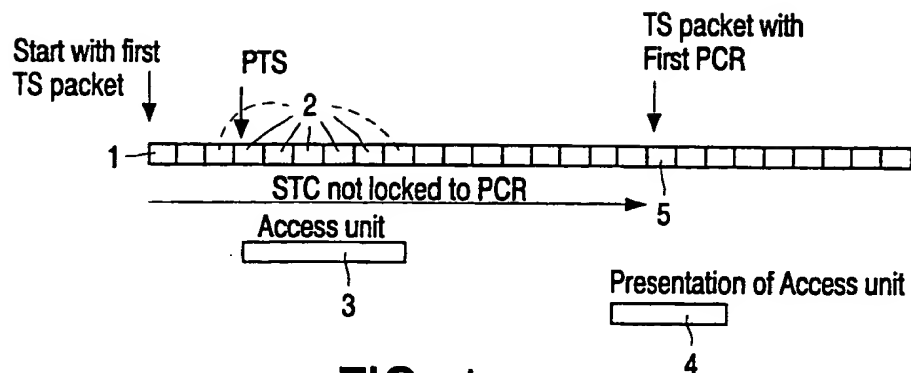 Start with first
TS packet
PTS
TS packet with
First PCR
2
1
STC not locked to PCR
5
Access unit
3
Presentation of Access unit
4